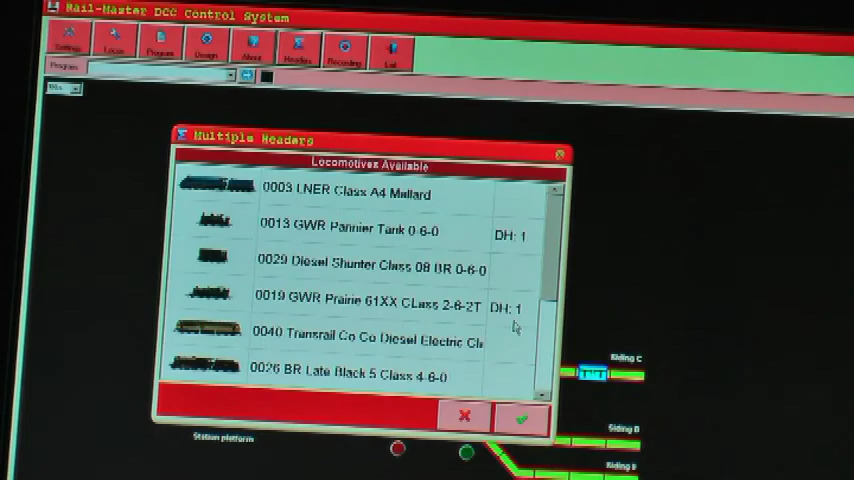 Rail-Master DCC Control System
Settings Locos Program Design About Headers Recording Exit
Program
Multiple Headers
Locomotives Available
0003 LNER Class A4 Mallard
0013 GWR Pannier Tank 0-6-0 DH: 1
0029 Diesel Shunter Class 08 BR 0-6-0
0019 GWR Prairie 61XX CLass 2-6-2T DH: 1
0040 Transrail Co Co Diesel Electric Cl
0026 BR Late Black 5 Class 4-6-0
Siding C
Station platform
Siding D
Siding